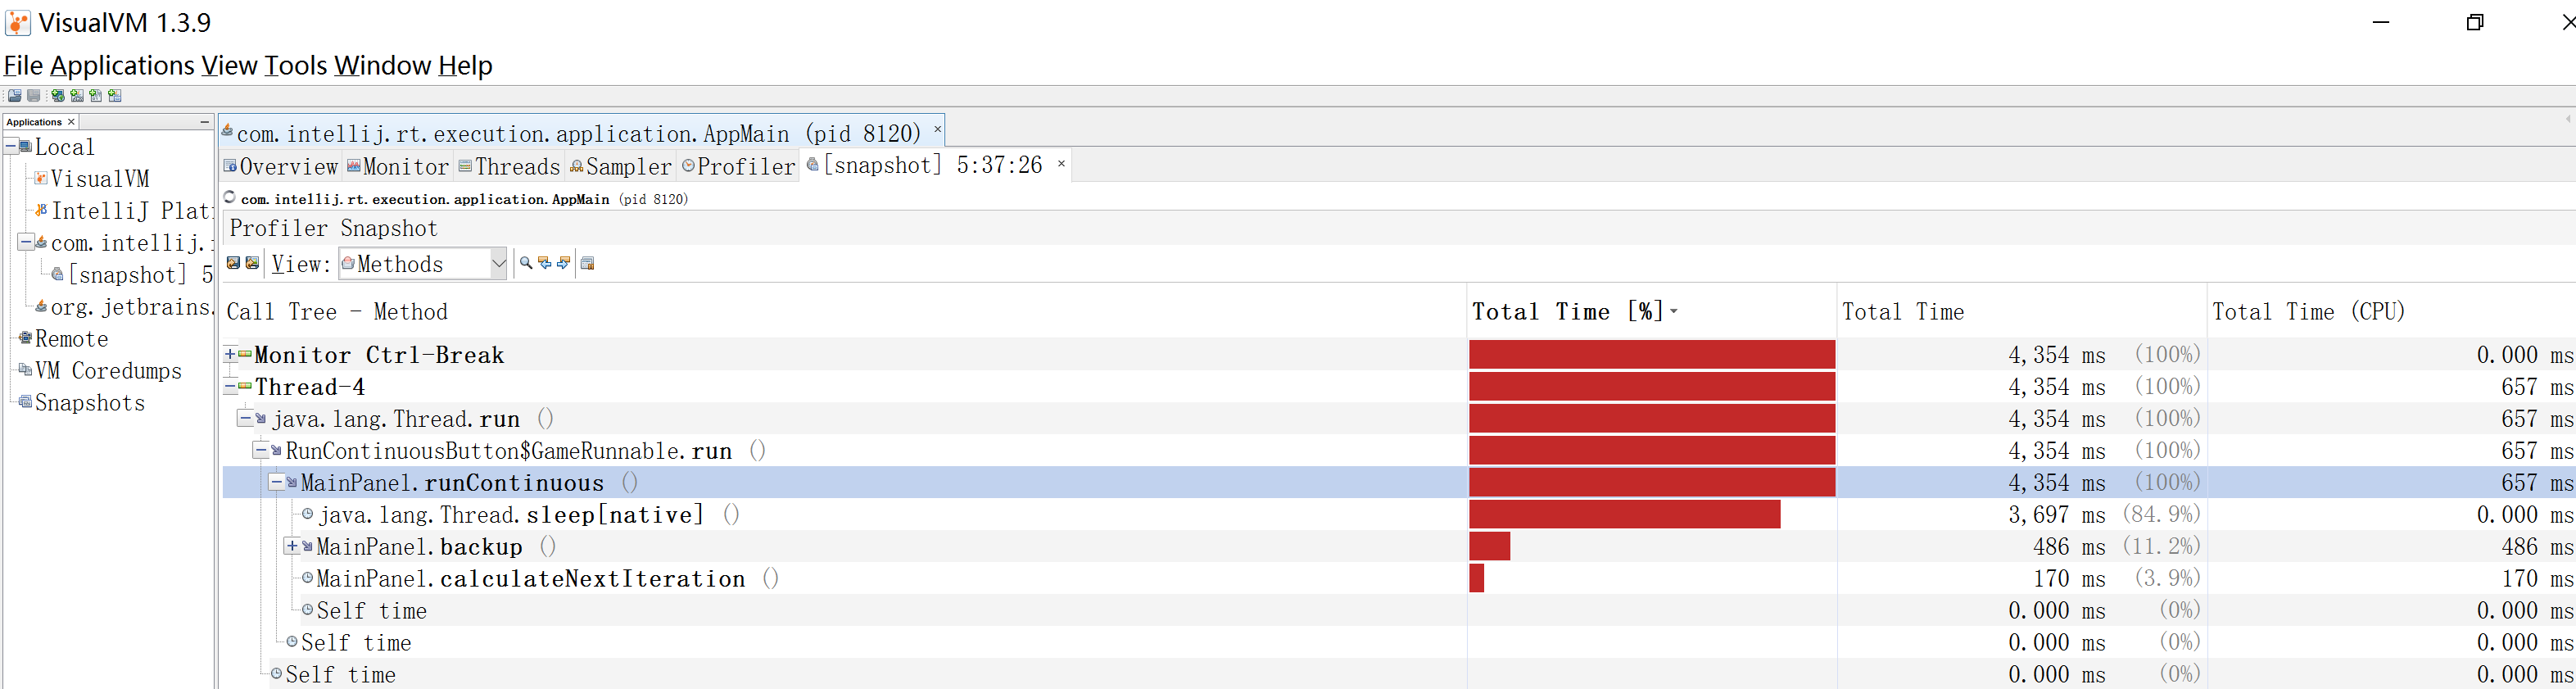 VisualVM 1.3.9
File Applications View Tools Window Help
Applications
Local
VisualVM
IntelliJ Plat
com.intellij.
[snapshot] 5
org.jetbrains.
Remote
VM Coredumps
Snapshots
com.intellij.rt.execution.application.AppMain (pid 8120)
Overview Monitor Threads Sampler Profiler [snapshot] 5:37:26
com.intellij.rt.execution.application.AppMain (pid 8120)
Profiler Snapshot
View: Methods
Call Tree - Method Total Time [%] Total Time Total Time (CPU)
Monitor Ctrl-Break 4,354 ms (100%) 0.000 ms
Thread-4 4,354 ms (100%) 657 ms
java.lang.Thread.run () 4,354 ms (100%) 657 ms
RunContinuousButton$GameRunnable.run () 4,354 ms (100%) 657 ms
MainPanel.runContinuous () 4,354 ms (100%) 657 ms
java.lang.Thread.sleep[native] () 3,697 ms (84.9%) 0.000 ms
MainPanel.backup () 486 ms (11.2%) 486 ms
MainPanel.calculateNextIteration () 170 ms (3.9%) 170 ms
Self time 0.000 ms (0%) 0.000 ms
Self time 0.000 ms (0%) 0.000 ms
Self time 0.000 ms (0%) 0.000 ms